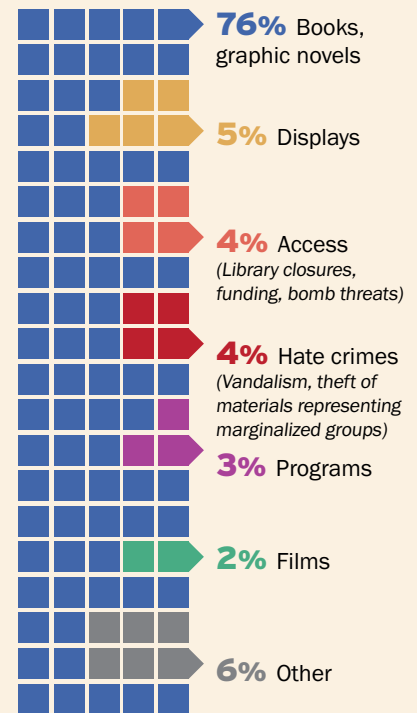 76% Books,
graphic novels
5% Displays
4% Access
(Library closures,
funding, bomb threats)
4% Hate crimes
(Vandalism, theft of
materials representing
marginalized groups)
3% Programs
2% Films
6% Other